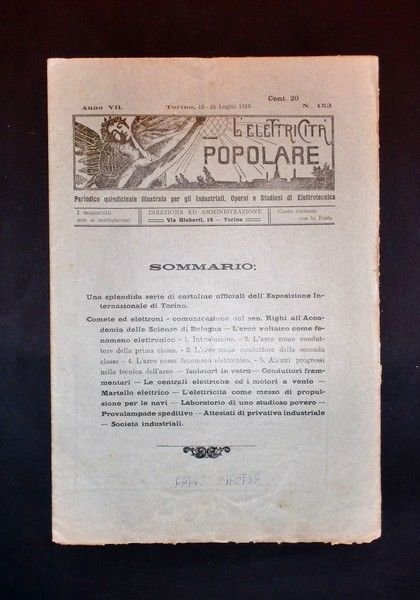 Cent. 20
Anno VII. Torino, 10 - 24 Luglio 1910 N. 153
L'ELETTRICITÀ
POPOLARE
Periodico quindicinale illustrato per gli Industriali, Operai e Studiosi di Elettrotecnica
I manoscritti DIREZIONE ED AMMINISTRAZIONE Conto corrente
non si restituiscono Via Gioberti, 18 — Torino con la Posta
SOMMARIO:
Una splendida serie di cartoline ufficiali dell'Esposizione In-
ternazionale di Torino.
Comete ed elettroni - comunicazione del sen. Righi all'Acca-
demia delle Scienze di Bologna — L'arco voltaico come fe-
nomeno elettronico - 1. Introduzione. - 2. L'arco come condut-
tore della prima classe. - 3. L'arco come conduttore della seconda
classe - 4. L'arco come fenomeno elettronico. - 5. Alcuni progressi
nella tecnica dell'arco — Isolatori in vetro — Conduttori fram-
mentari — Le centrali elettriche ed i motori a vento —
Martello elettrico — L'elettricità come mezzo di propul-
sione per le navi — Laboratorio di uno studioso povero —
Provalampade speditivo — Attestati di privativa industriale
— Società industriali.